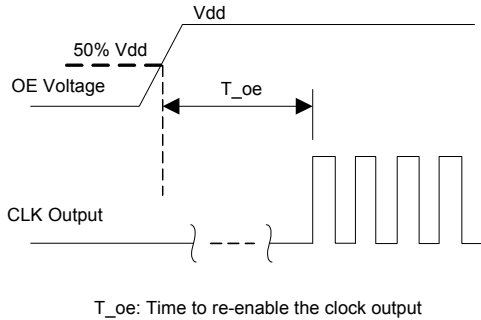 Vdd
50% Vdd
OE Voltage
T_oe
CLK Output
T_oe: Time to re-enable the clock output